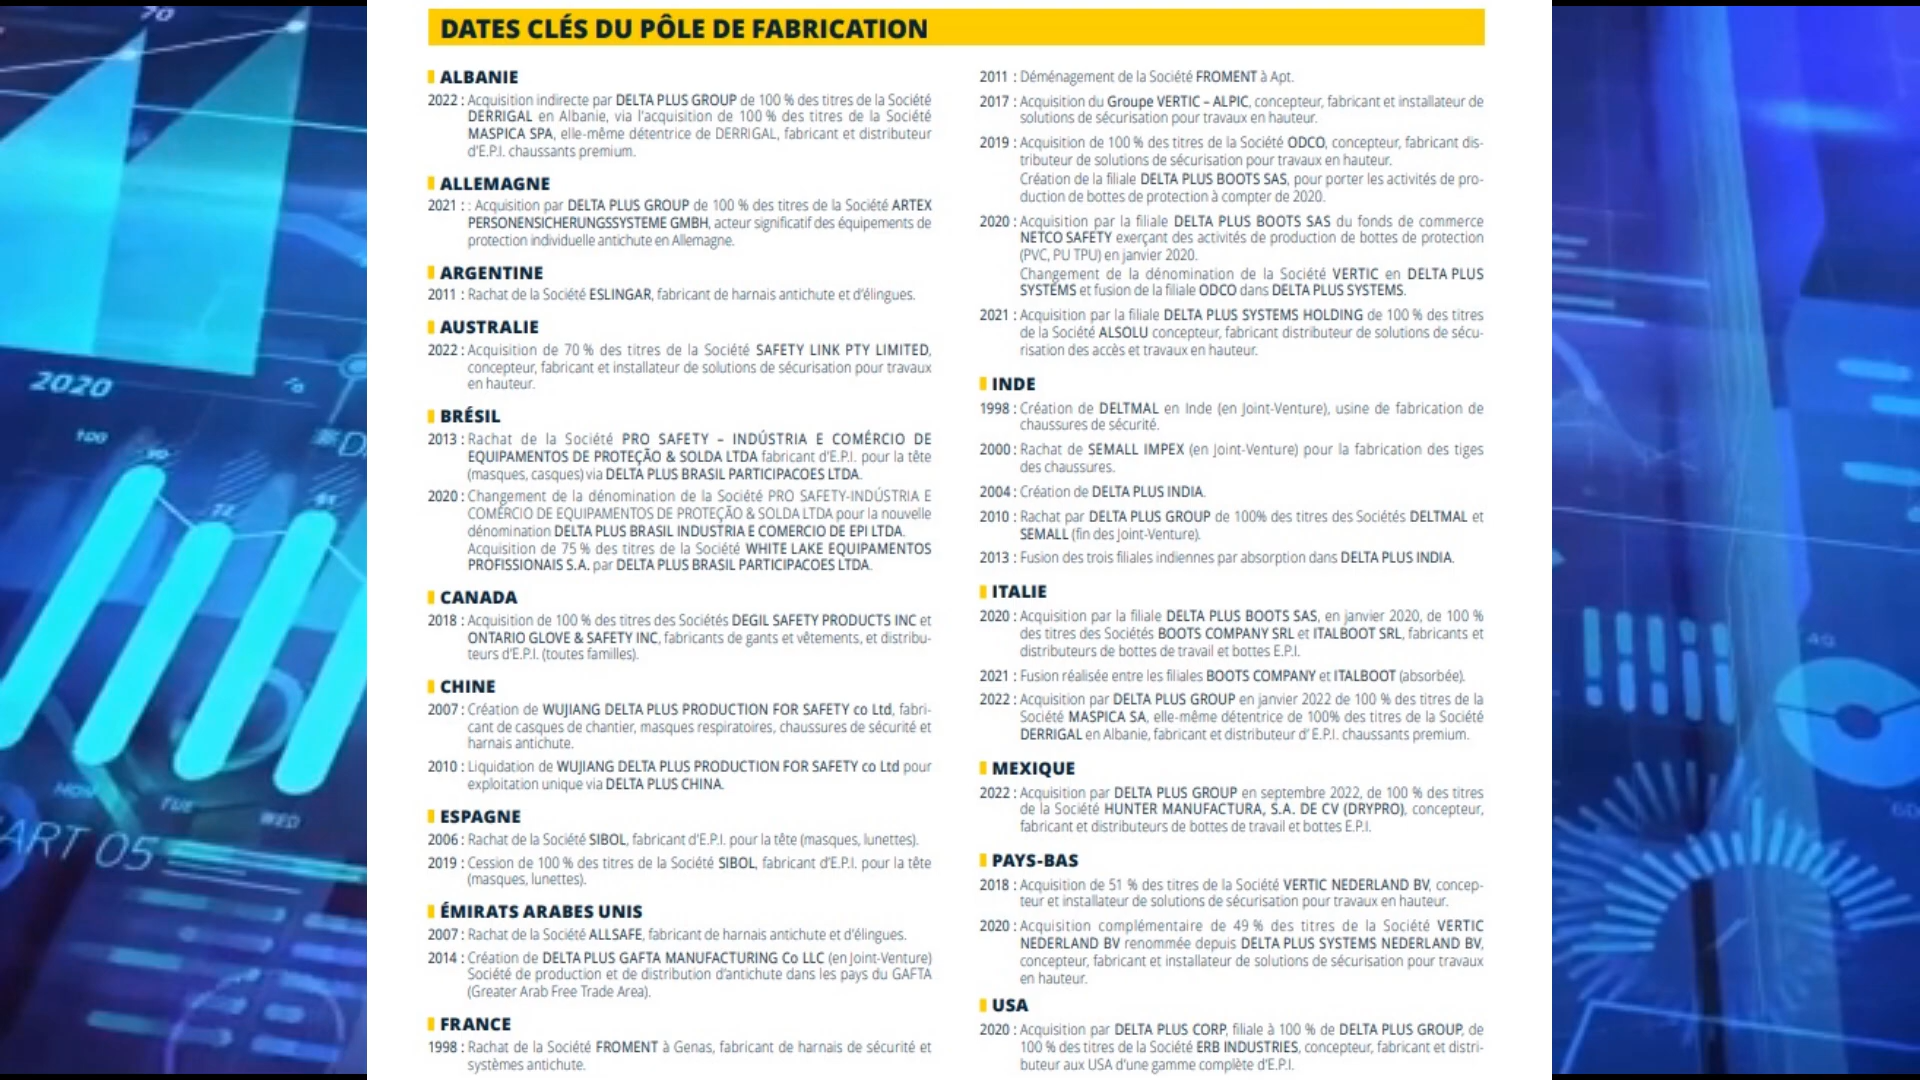 DATES CLÉS DU PÔLE DE FABRICATION
ALBANIE
2022 : Acquisition indirecte par DELTA PLUS GROUP de 100 % des titres de la Société
DERRIGAL en Albanie, via l'acquisition de 100 % des titres de la Société
MASPICA SPA, elle-même détentrice de DERRIGAL, fabricant et distributeur
d'E.P.I. chaussants premium.
ALLEMAGNE
2021 : : Acquisition par DELTA PLUS GROUP de 100 % des titres de la Société ARTEX
PERSONENSICHERUNGSSYSTEME GMBH, acteur significatif des équipements de
protection individuelle antichute en Allemagne.
ARGENTINE
2011 : Rachat de la Société ESLINGAR, fabricant de harnais antichute et d'élingues.
AUSTRALIE
2022 : Acquisition de 70 % des titres de la Société SAFETY LINK PTY LIMITED,
concepteur, fabricant et installateur de solutions de sécurisation pour travaux
en hauteur.
BRÉSIL
2013 : Rachat de la Société PRO SAFETY – INDÚSTRIA E COMÉRCIO DE
EQUIPAMENTOS DE PROTEÇÃO & SOLDA LTDA fabricant d'E.P.I. pour la tête
(masques, casques) via DELTA PLUS BRASIL PARTICIPACOES LTDA.
2020 : Changement de la dénomination de la Société PRO SAFETY-INDÚSTRIA E
COMÉRCIO DE EQUIPAMENTOS DE PROTEÇÃO & SOLDA LTDA pour la nouvelle
dénomination DELTA PLUS BRASIL INDUSTRIA E COMERCIO DE EPI LTDA.
Acquisition de 75 % des titres de la Société WHITE LAKE EQUIPAMENTOS
PROFISSIONAIS S.A. par DELTA PLUS BRASIL PARTICIPACOES LTDA.
CANADA
2018 : Acquisition de 100 % des titres des Sociétés DEGIL SAFETY PRODUCTS INC et
ONTARIO GLOVE & SAFETY INC, fabricants de gants et vêtements, et distribu-
teurs d'E.P.I. (toutes familles).
CHINE
2007 : Création de WUJIANG DELTA PLUS PRODUCTION FOR SAFETY co Ltd, fabri-
cant de casques de chantier, masques respiratoires, chaussures de sécurité et
harnais antichute.
2010 : Liquidation de WUJIANG DELTA PLUS PRODUCTION FOR SAFETY co Ltd pour
exploitation unique via DELTA PLUS CHINA.
ESPAGNE
2006 : Rachat de la Société SIBOL, fabricant d'E.P.I. pour la tête (masques, lunettes).
2019 : Cession de 100 % des titres de la Société SIBOL, fabricant d'E.P.I. pour la tête
(masques, lunettes).
ÉMIRATS ARABES UNIS
2007 : Rachat de la Société ALLSAFE, fabricant de harnais antichute et d'élingues.
2014 : Création de DELTA PLUS GAFTA MANUFACTURING Co LLC (en Joint-Venture)
Société de production et de distribution d'antichute dans les pays du GAFTA
(Greater Arab Free Trade Area).
FRANCE
1998 : Rachat de la Société FROMENT à Genas, fabricant de harnais de sécurité et
systèmes antichute.
2011 : Déménagement de la Société FROMENT à Apt.
2017 : Acquisition du Groupe VERTIC – ALPIC, concepteur, fabricant et installateur de
solutions de sécurisation pour travaux en hauteur.
2019 : Acquisition de 100 % des titres de la Société ODCO, concepteur, fabricant dis-
tributeur de solutions de sécurisation pour travaux en hauteur.
Création de la filiale DELTA PLUS BOOTS SAS, pour porter les activités de pro-
duction de bottes de protection à compter de 2020.
2020 : Acquisition par la filiale DELTA PLUS BOOTS SAS du fonds de commerce
NETCO SAFETY exerçant des activités de production de bottes de protection
(PVC, PU TPU) en janvier 2020.
Changement de la dénomination de la Société VERTIC en DELTA PLUS
SYSTEMS et fusion de la filiale ODCO dans DELTA PLUS SYSTEMS.
2021 : Acquisition par la filiale DELTA PLUS SYSTEMS HOLDING de 100 % des titres
de la Société ALSOLU concepteur, fabricant distributeur de solutions de sécu-
risation des accès et travaux en hauteur.
INDE
1998 : Création de DELTMAL en Inde (en Joint-Venture), usine de fabrication de
chaussures de sécurité.
2000 : Rachat de SEMALL IMPEX (en Joint-Venture) pour la fabrication des tiges
des chaussures.
2004 : Création de DELTA PLUS INDIA.
2010 : Rachat par DELTA PLUS GROUP de 100% des titres des Sociétés DELTMAL et
SEMALL (fin des Joint-Venture).
2013 : Fusion des trois filiales indiennes par absorption dans DELTA PLUS INDIA.
ITALIE
2020 : Acquisition par la filiale DELTA PLUS BOOTS SAS, en janvier 2020, de 100 %
des titres des Sociétés BOOTS COMPANY SRL et ITALBOOT SRL, fabricants et
distributeurs de bottes de travail et bottes E.P.I.
2021 : Fusion réalisée entre les filiales BOOTS COMPANY et ITALBOOT (absorbée).
2022 : Acquisition par DELTA PLUS GROUP en janvier 2022 de 100 % des titres de la
Société MASPICA SA, elle-même détentrice de 100% des titres de la Société
DERRIGAL en Albanie, fabricant et distributeur d' E.P.I. chaussants premium.
MEXIQUE
2022 : Acquisition par DELTA PLUS GROUP en septembre 2022, de 100 % des titres
de la Société HUNTER MANUFACTURA, S.A. DE CV (DRYPRO), concepteur,
fabricant et distributeurs de bottes de travail et bottes E.P.I.
PAYS-BAS
2018 : Acquisition de 51 % des titres de la Société VERTIC NEDERLAND BV, concep-
teur et installateur de solutions de sécurisation pour travaux en hauteur.
2020 : Acquisition complémentaire de 49 % des titres de la Société VERTIC
NEDERLAND BV renommée depuis DELTA PLUS SYSTEMS NEDERLAND BV,
concepteur, fabricant et installateur de solutions de sécurisation pour travaux
en hauteur.
USA
2020 : Acquisition par DELTA PLUS CORP, filiale à 100 % de DELTA PLUS GROUP, de
100 % des titres de la Société ERB INDUSTRIES, concepteur, fabricant et distri-
buteur aux USA d'une gamme complète d'E.P.I.
70
2020
100
90
72
81
MON
TUE
WED
ART 05
40